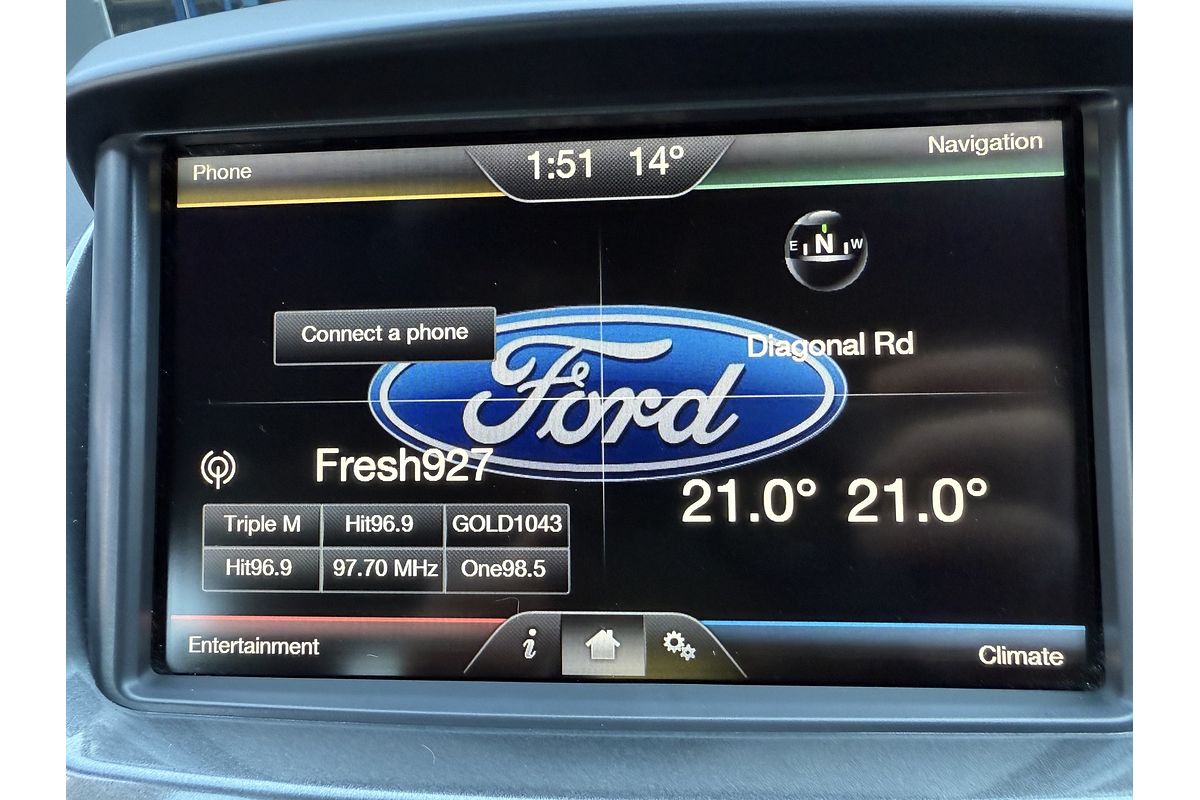 Phone
1:51 14°
Navigation
E N W
Connect a phone
Diagonal Rd
Ford
Fresh927
21.0° 21.0°
Triple M Hit96.9 GOLD1043
Hit96.9 97.70 MHz One98.5
Entertainment
i
Climate